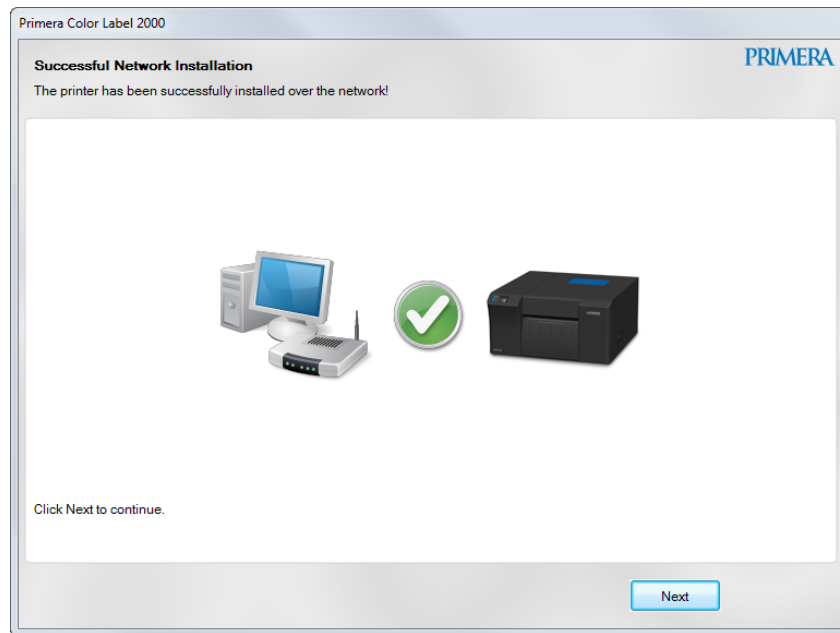 Primera Color Label 2000
PRIMERA
Successful Network Installation
The printer has been successfully installed over the network!
Click Next to continue.
Next